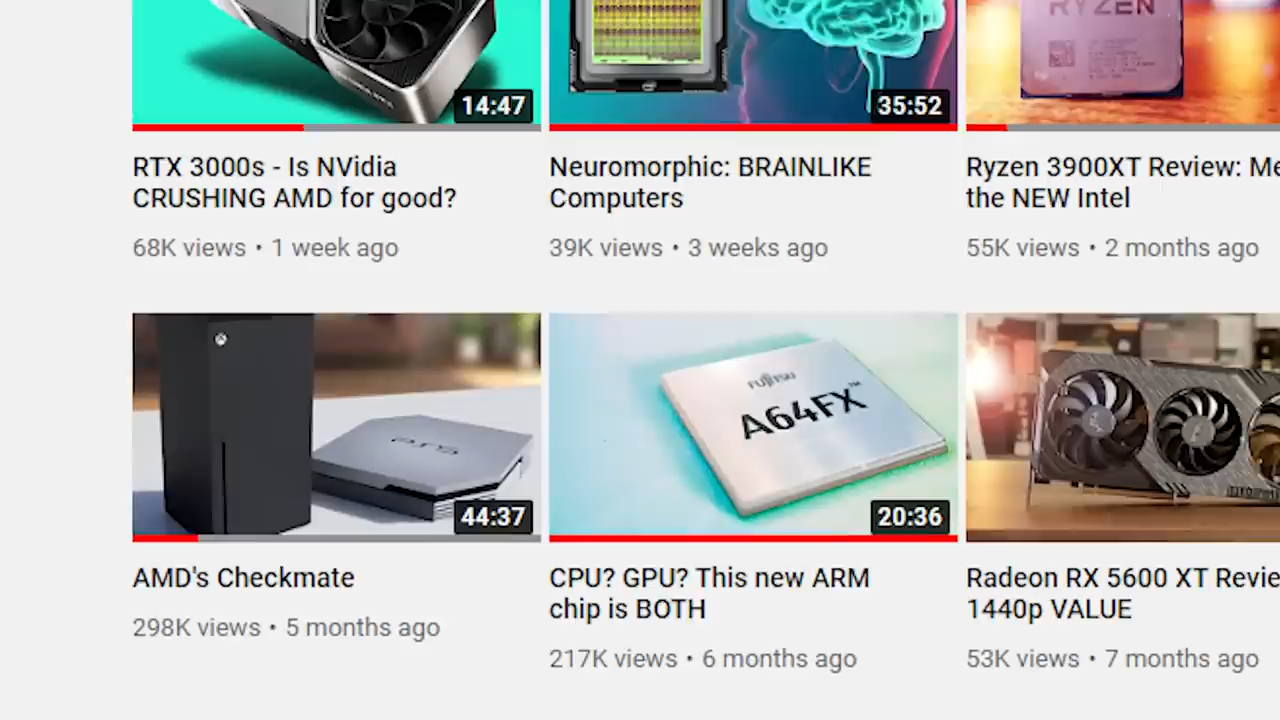 RYZEN
14:47
35:52
RTX 3000s - Is NVidia
CRUSHING AMD for good?
68K views • 1 week ago
Neuromorphic: BRAINLIKE
Computers
39K views • 3 weeks ago
Ryzen 3900XT Review: Me
the NEW Intel
55K views • 2 months ago
PS5
44:37
FUJITSU
A64FX™
20:36
AMD's Checkmate
298K views • 5 months ago
CPU? GPU? This new ARM
chip is BOTH
217K views • 6 months ago
Radeon RX 5600 XT Revie
1440p VALUE
53K views • 7 months ago